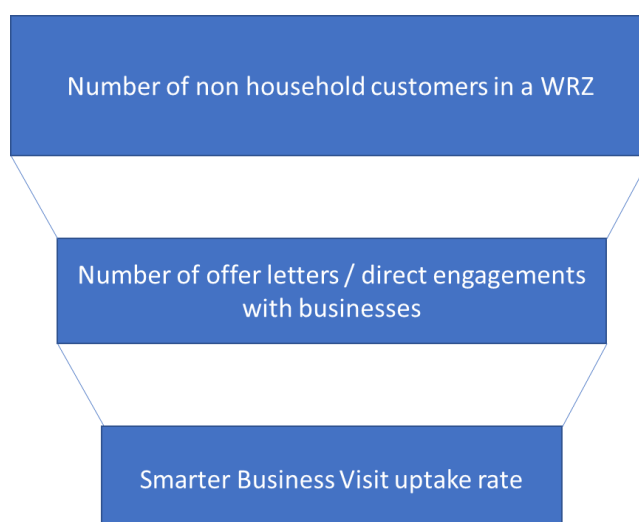 Number of non household customers in a WRZ
Number of offer letters / direct engagements
with businesses
Smarter Business Visit uptake rate